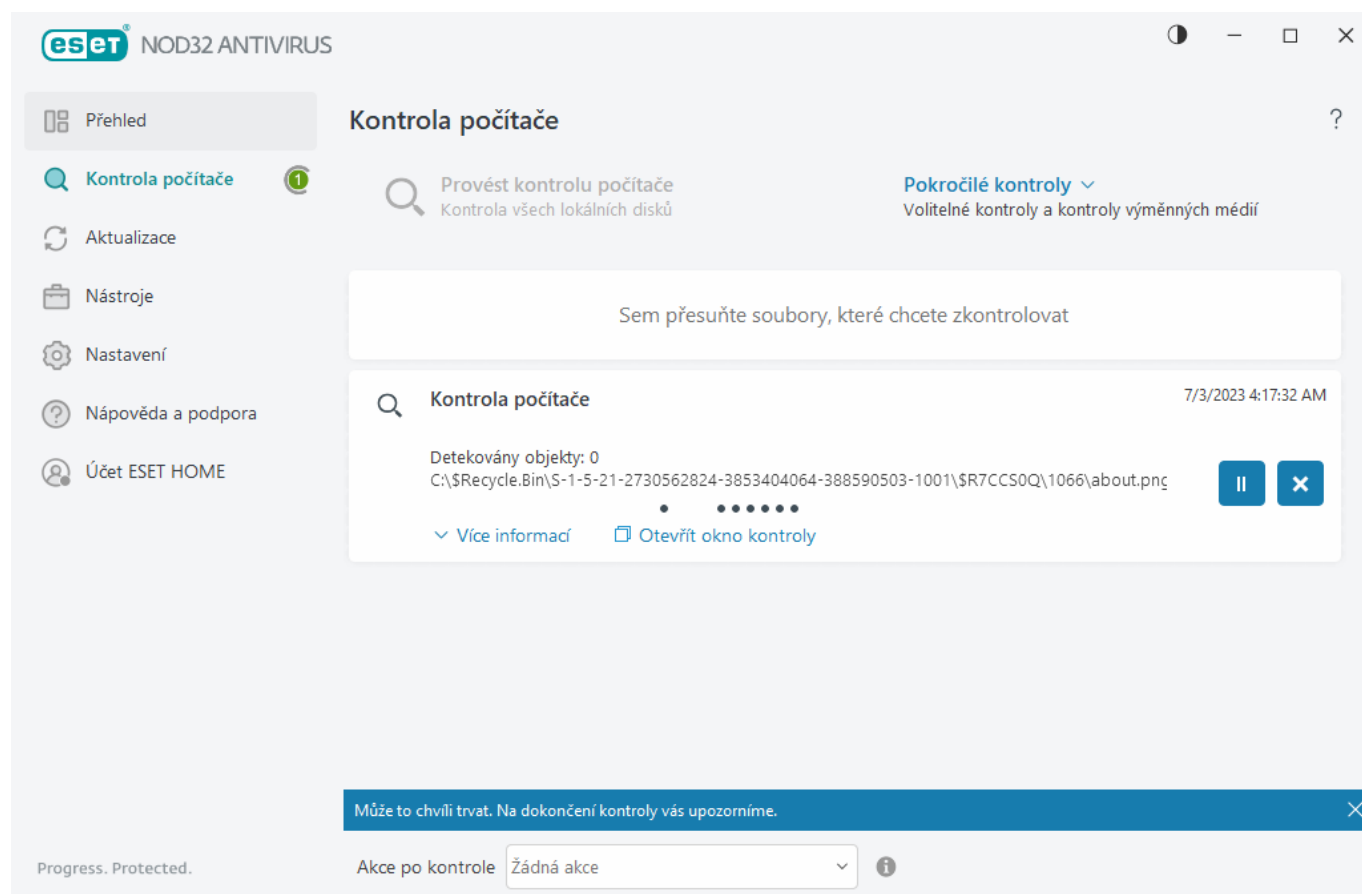 eset® NOD32 ANTIVIRUS
Přehled
Kontrola počítače
1
Aktualizace
Nástroje
Nastavení
Nápověda a podpora
Účet ESET HOME
Progress. Protected.
Kontrola počítače
?
Provést kontrolu počítače
Kontrola všech lokálních disků
Pokročilé kontroly
Volitelné kontroly a kontroly výměnných médií
Sem přesuňte soubory, které chcete zkontrolovat
Kontrola počítače
7/3/2023 4:17:32 AM
Detekovány objekty: 0
C:\$Recycle.Bin\S-1-5-21-2730562824-3853404064-388590503-1001\$R7CCS0Q\1066\about.png
Více informací
Otevřít okno kontroly
Může to chvíli trvat. Na dokončení kontroly vás upozorníme.
Akce po kontrole
Žádná akce